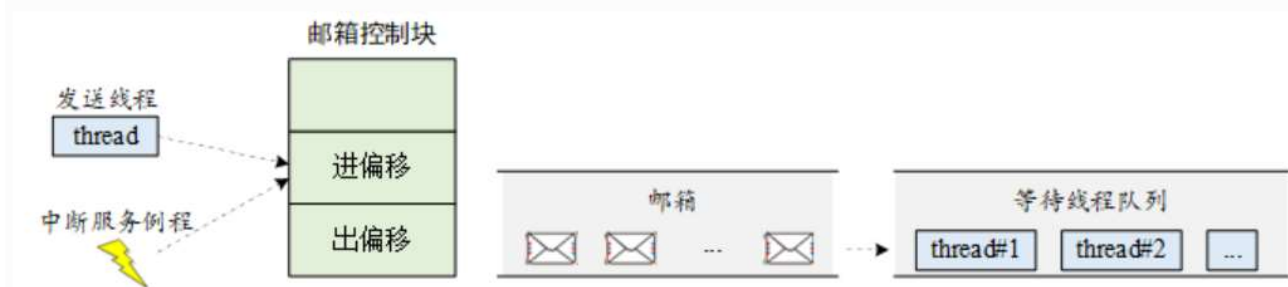 邮箱控制块
发送线程
thread
进偏移
中断服务例程
出偏移
邮箱
...
等待线程队列
thread#1
thread#2
...